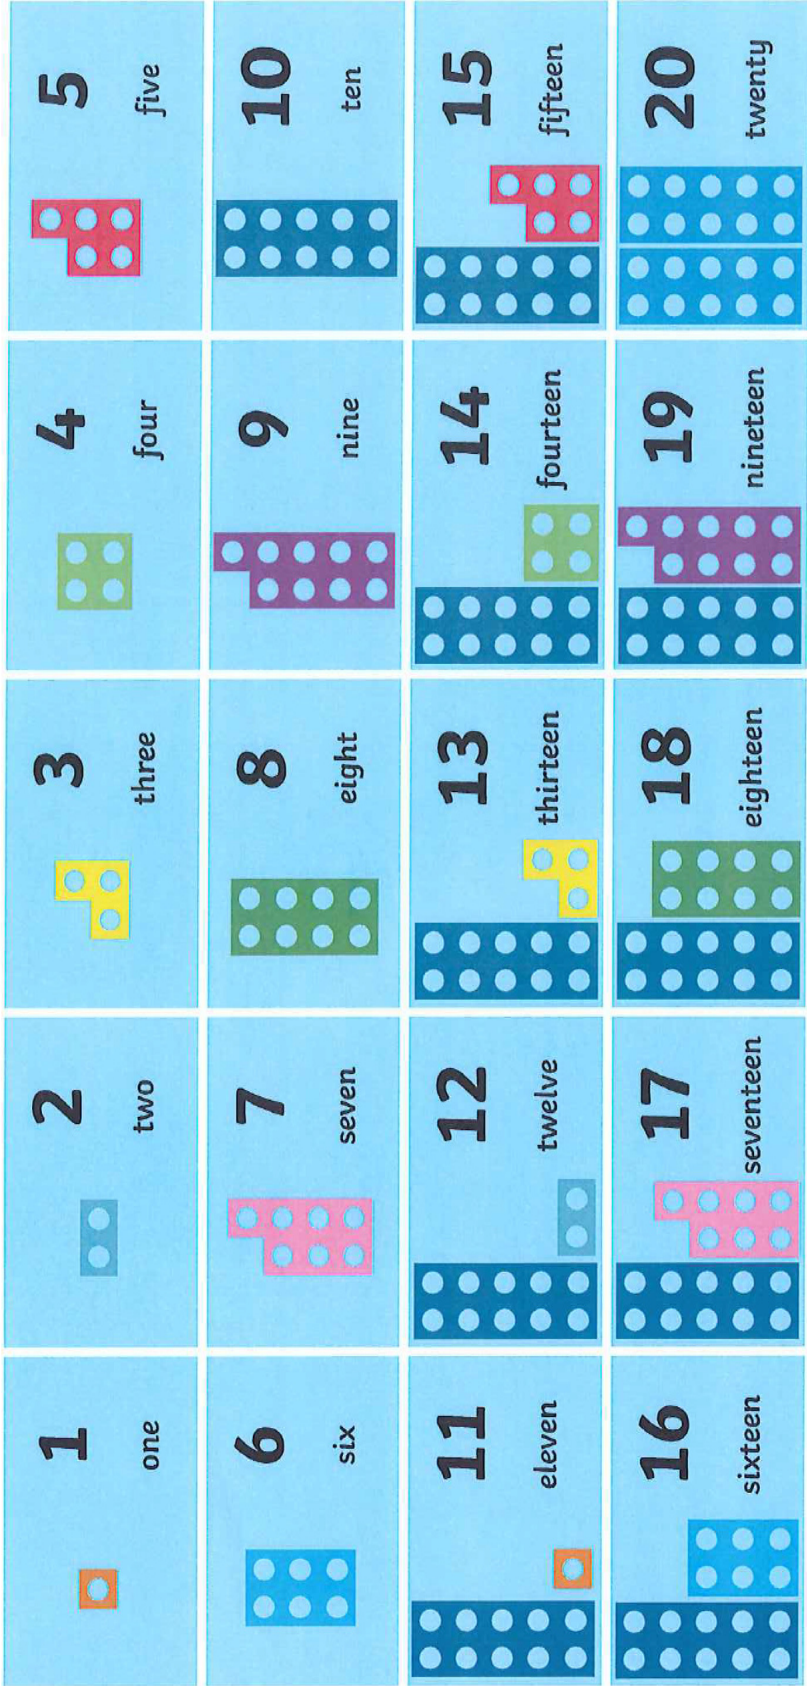 1
one
2
two
3
three
4
four
5
five
6
six
7
seven
8
eight
9
nine
10
ten
11
eleven
12
twelve
13
thirteen
14
fourteen
15
fifteen
16
sixteen
17
seventeen
18
eighteen
19
nineteen
20
twenty